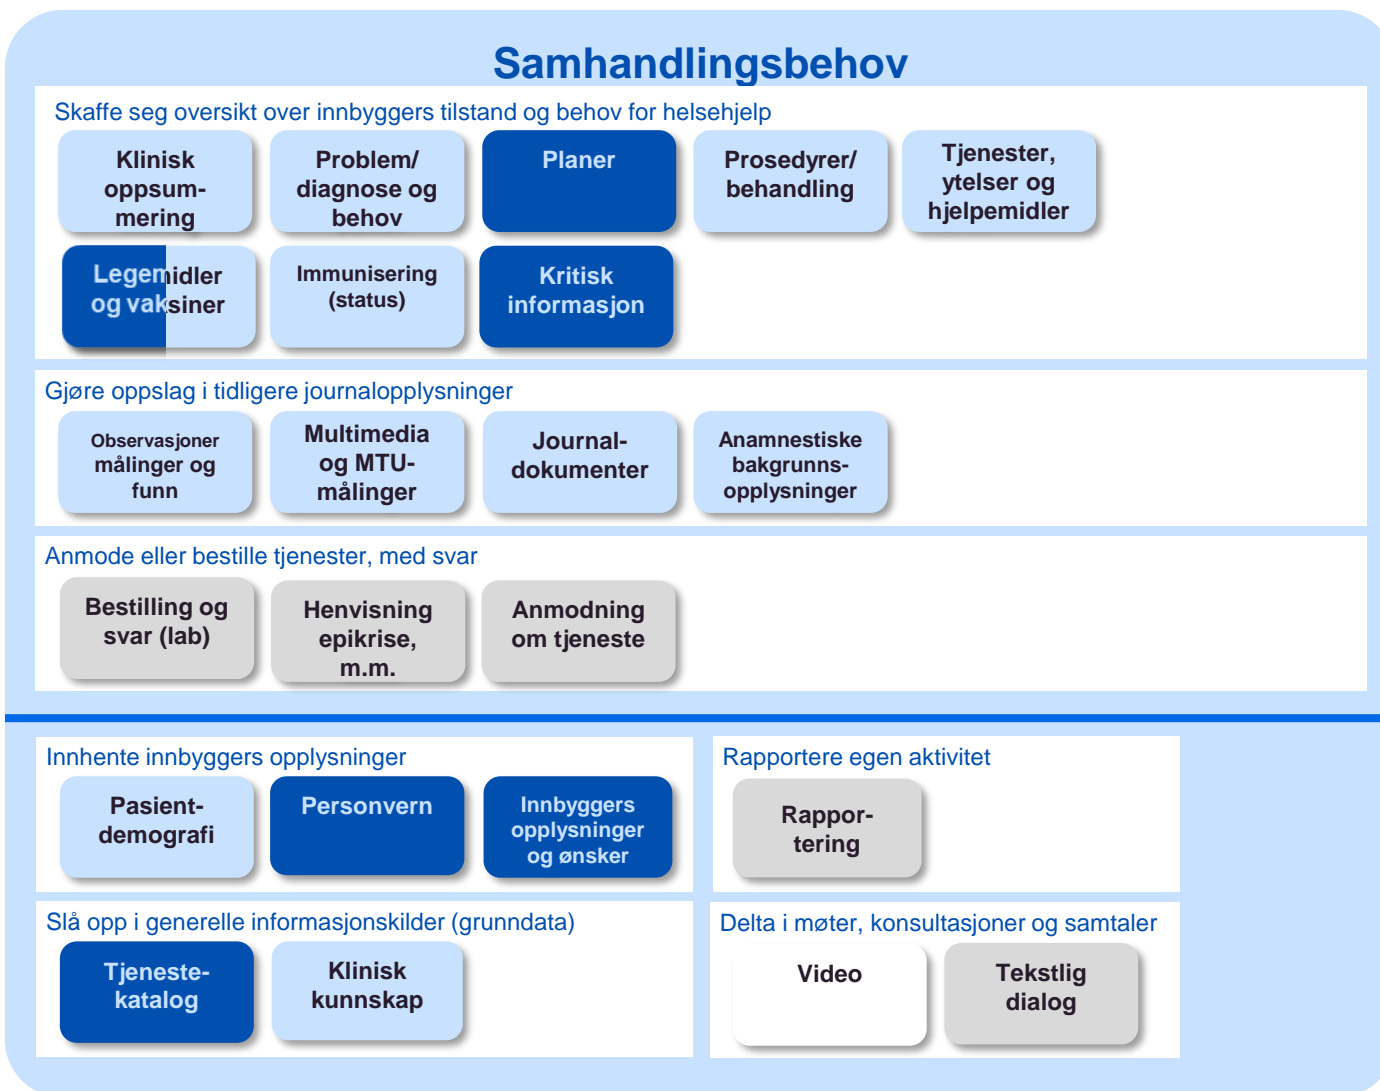 Samhandlingsbehov
Skaffe seg oversikt over innbyggers tilstand og behov for helsehjelp
Klinisk
oppsum-
mering
Problem/
diagnose og
behov
Planer
Prosedyrer/
behandling
Tjenester,
ytelser og
hjelpemidler
Legemidler
og vaksiner
Immunisering
(status)
Kritisk
informasjon
Gjøre oppslag i tidligere journalopplysninger
Observasjoner
målinger og
funn
Multimedia
og MTU-
målinger
Journal-
dokumenter
Anamnestiske
bakgrunns-
opplysninger
Anmode eller bestille tjenester, med svar
Bestilling og
svar (lab)
Henvisning
epikrise,
m.m.
Anmodning
om tjeneste
Innhente innbyggers opplysninger
Pasient-
demografi
Personvern
Innbyggers
opplysninger
og ønsker
Rapportere egen aktivitet
Rappor-
tering
Slå opp i generelle informasjonskilder (grunndata)
Tjeneste-
katalog
Klinisk
kunnskap
Delta i møter, konsultasjoner og samtaler
Video
Tekstlig
dialog